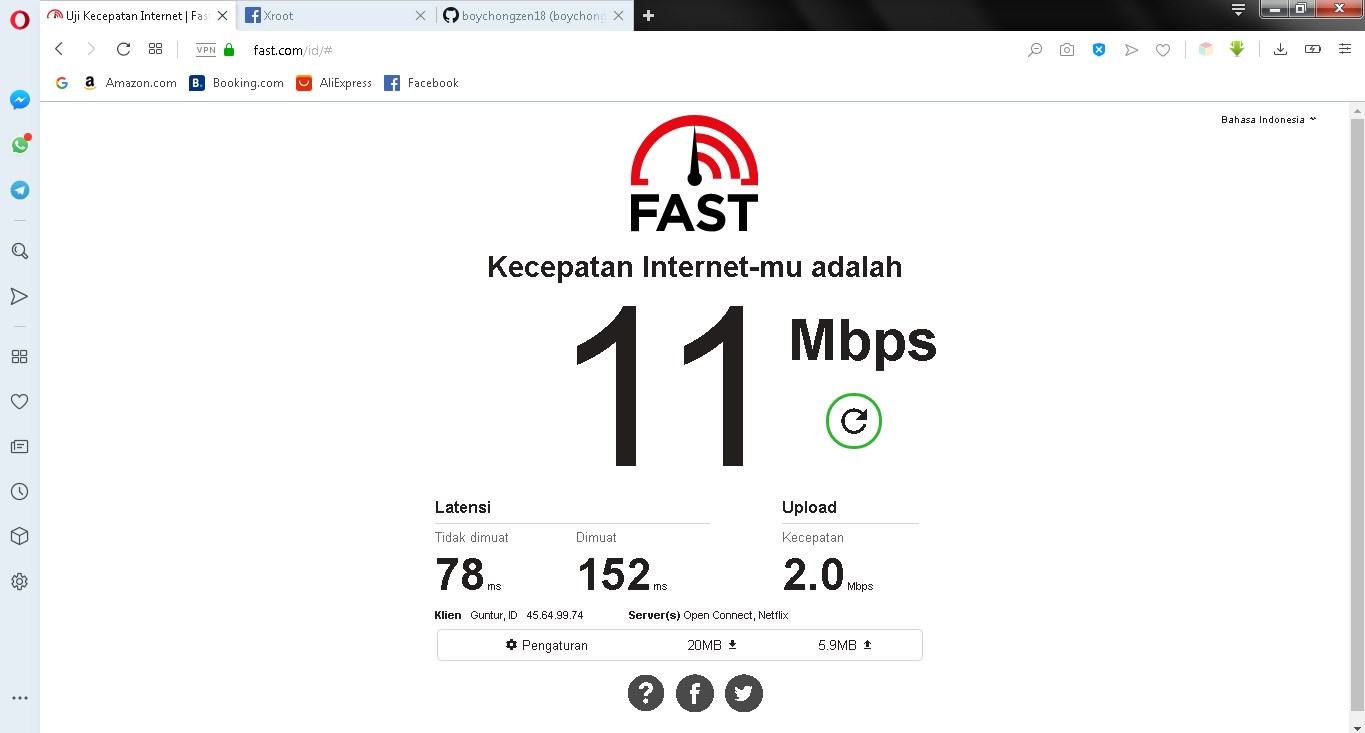 Uji Kecepatan Internet | Fas
Xroot
boychongzen18 (boychong
VPN
fast.com/id/#
G
a Amazon.com
B. Booking.com
AliExpress
Facebook
Bahasa Indonesia
FAST
Kecepatan Internet-mu adalah
11 Mbps
Latensi
Upload
Tidak dimuat
Dimuat
Kecepatan
78 ms
152 ms
2.0 Mbps
Klien Guntur, ID 45.64.99.74
Server(s) Open Connect, Netflix
Pengaturan
20MB
5.9MB
?